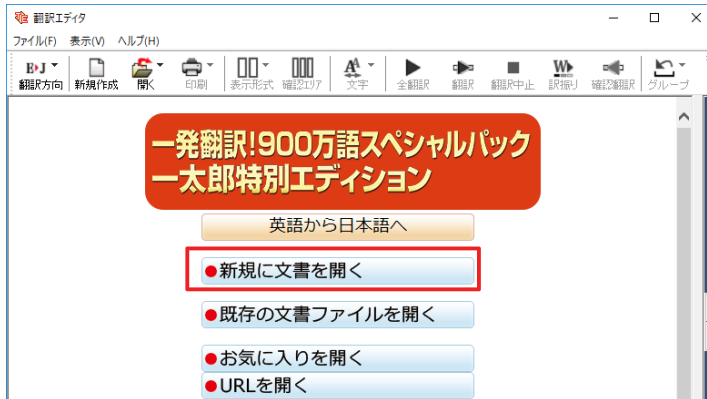 翻訳エディタ
ファイル(F) 表示(V) ヘルプ(H)
E▸J
翻訳方向 新規作成 開く 印刷 表示形式 確認エリア 文字 全翻訳 翻訳 翻訳中止 訳振り 確認翻訳 グループ
一発翻訳!900万語スペシャルパック
一太郎特別エディション
英語から日本語へ
●新規に文書を開く
●既存の文書ファイルを開く
●お気に入りを開く
●URLを開く